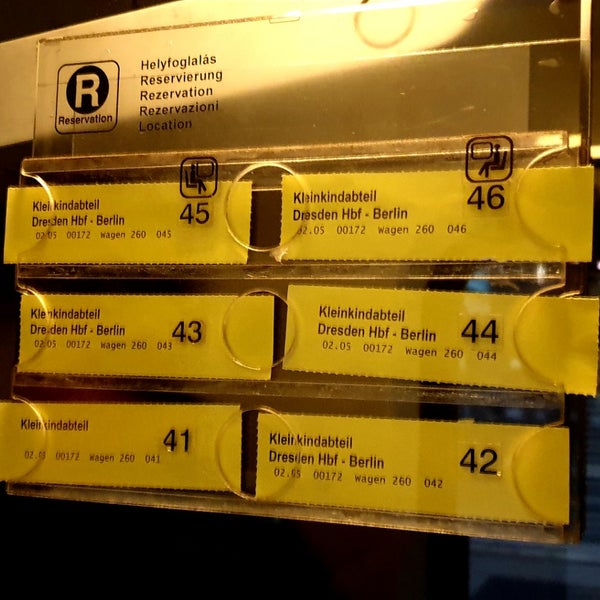 R
Reservation
Helyfoglalás
Reservierung
Rezervation
Rezervazioni
Location
Kleinkindabteil
Dresden Hbf - Berlin
45
02.05 00172 Wagen 260 045
Kleinkindabteil
Dresden Hbf - Berlin
46
02.05 00172 Wagen 260 046
Kleinkindabteil
Dresden Hbf - Berlin
43
02.05 00172 Wagen 260 043
Kleinkindabteil
Dresden Hbf - Berlin
44
02.05 00172 Wagen 260 044
Kleinkindabteil
41
02.05 00172 Wagen 260 041
Kleinkindabteil
Dresden Hbf - Berlin
42
02.05 00172 Wagen 260 042